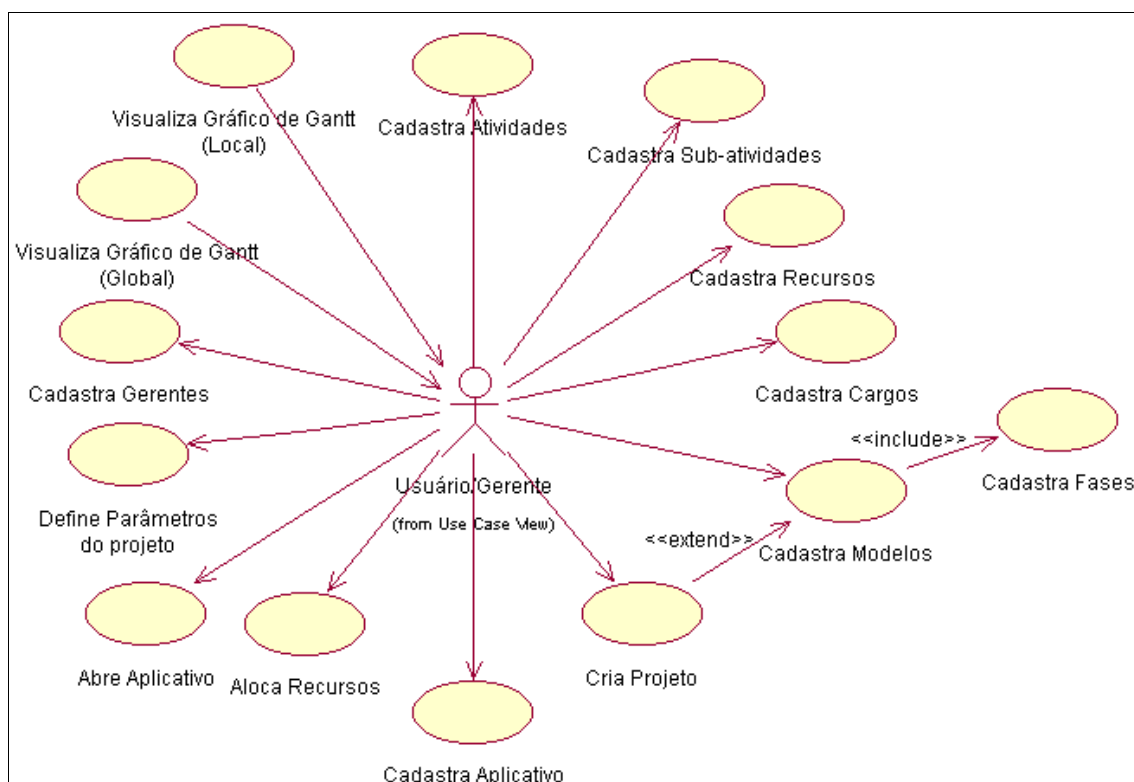 Visualiza Gráfico de Gantt
(Local)
Cadastra Atividades
Cadastra Sub-atividades
Visualiza Gráfico de Gantt
(Global)
Cadastra Recursos
Cadastra Gerentes
Cadastra Cargos
<<include>>
Cadastra Fases
Usuário/Gerente
(from Use Case View)
Define Parâmetros
do projeto
<<extend>>
Cadastra Modelos
Abre Aplicativo
Aloca Recursos
Cria Projeto
Cadastra Aplicativo